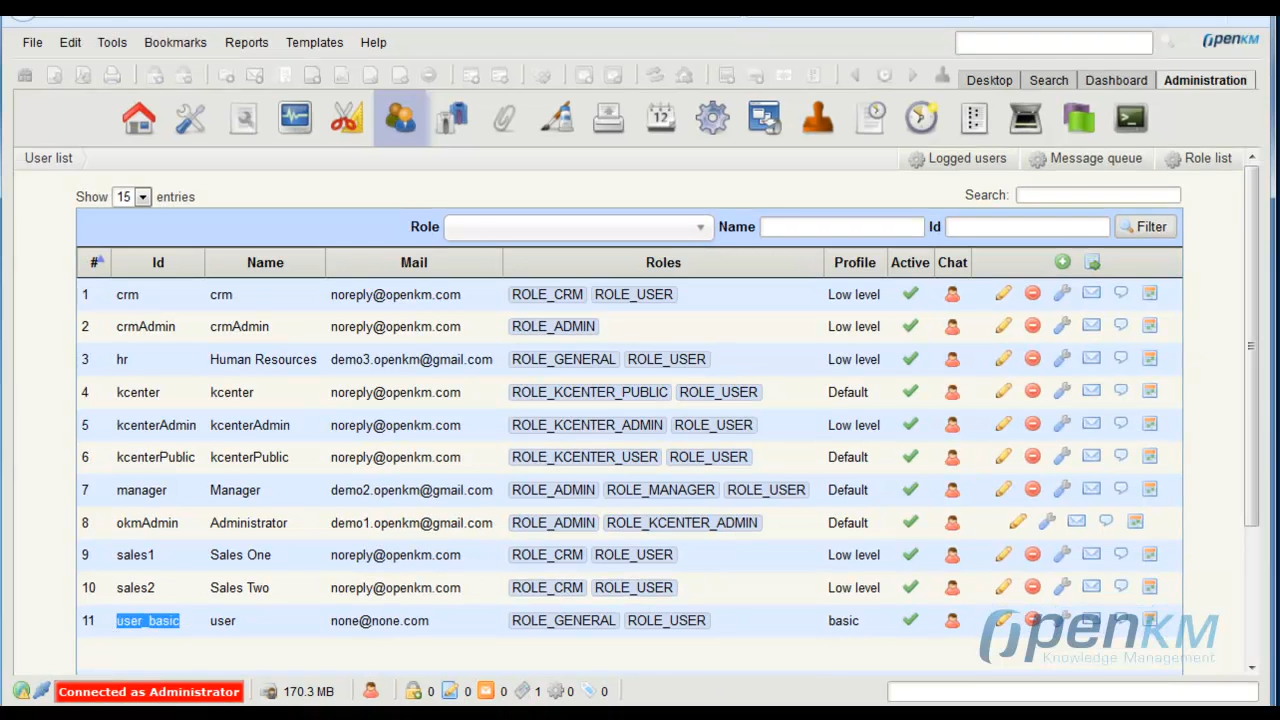 File Edit Tools Bookmarks Reports Templates Help OpenKM
Desktop Search Dashboard Administration
12
User list Logged users Message queue Role list
Show 15 entries Search:
Role Name Id Filter
# Id Name Mail Roles Profile Active Chat
1 crm crm noreply@openkm.com ROLE_CRM ROLE_USER Low level
2 crmAdmin crmAdmin noreply@openkm.com ROLE_ADMIN Low level
3 hr Human Resources demo3.openkm@gmail.com ROLE_GENERAL ROLE_USER Low level
4 kcenter kcenter noreply@openkm.com ROLE_KCENTER_PUBLIC ROLE_USER Default
5 kcenterAdmin kcenterAdmin noreply@openkm.com ROLE_KCENTER_ADMIN ROLE_USER Low level
6 kcenterPublic kcenterPublic noreply@openkm.com ROLE_KCENTER_USER ROLE_USER Default
7 manager Manager demo2.openkm@gmail.com ROLE_ADMIN ROLE_MANAGER ROLE_USER Default
8 okmAdmin Administrator demo1.openkm@gmail.com ROLE_ADMIN ROLE_KCENTER_ADMIN Default
9 sales1 Sales One noreply@openkm.com ROLE_CRM ROLE_USER Low level
10 sales2 Sales Two noreply@openkm.com ROLE_CRM ROLE_USER Low level
11 user_basic user none@none.com ROLE_GENERAL ROLE_USER basic
OpenKM
Knowledge Management
Connected as Administrator 170.3 MB 0 0 0 1 0 0